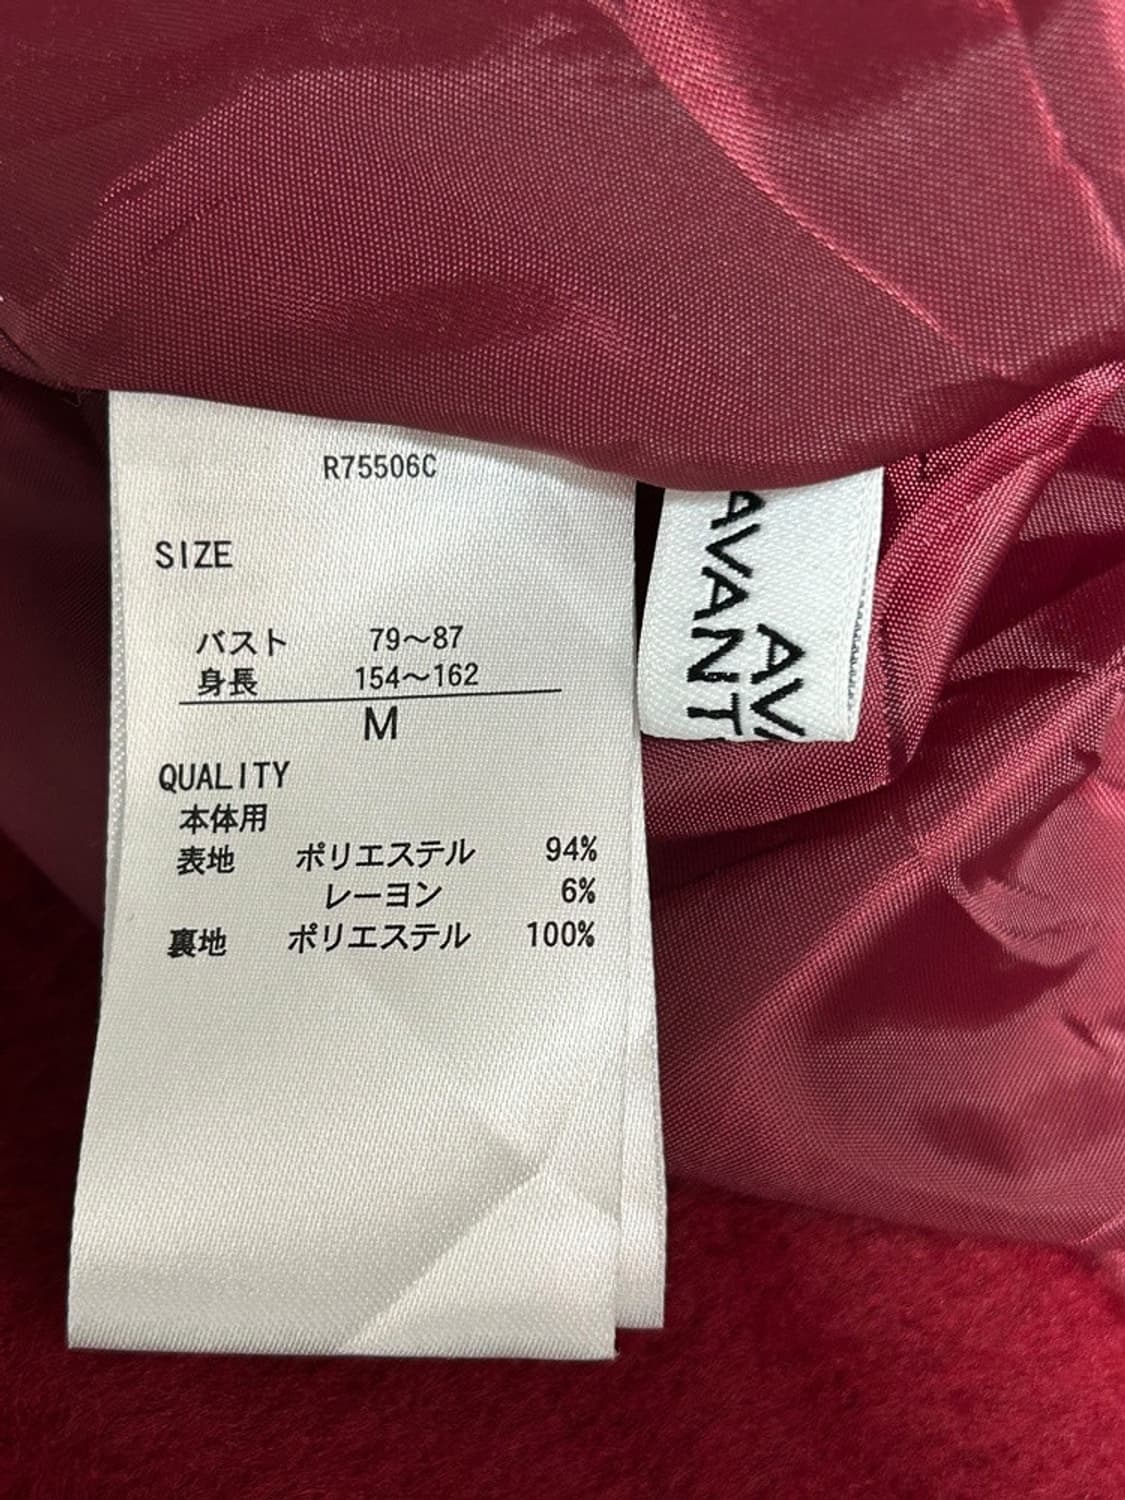 R75506C
SIZE
バスト 79〜87
身長 154〜162
M
QUALITY
本体用
表地 ポリエステル 94%
レーヨン 6%
裏地 ポリエステル 100%
AV
AVANT